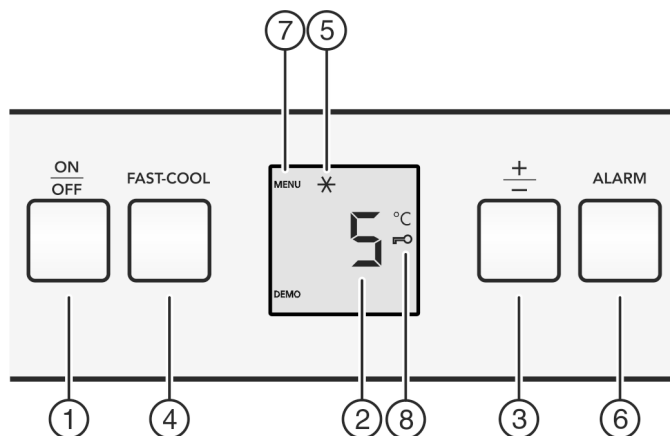 7 5
ON
OFF
FAST-COOL
MENU
5 °C
DEMO
+
−
ALARM
1 4 2 8 3 6